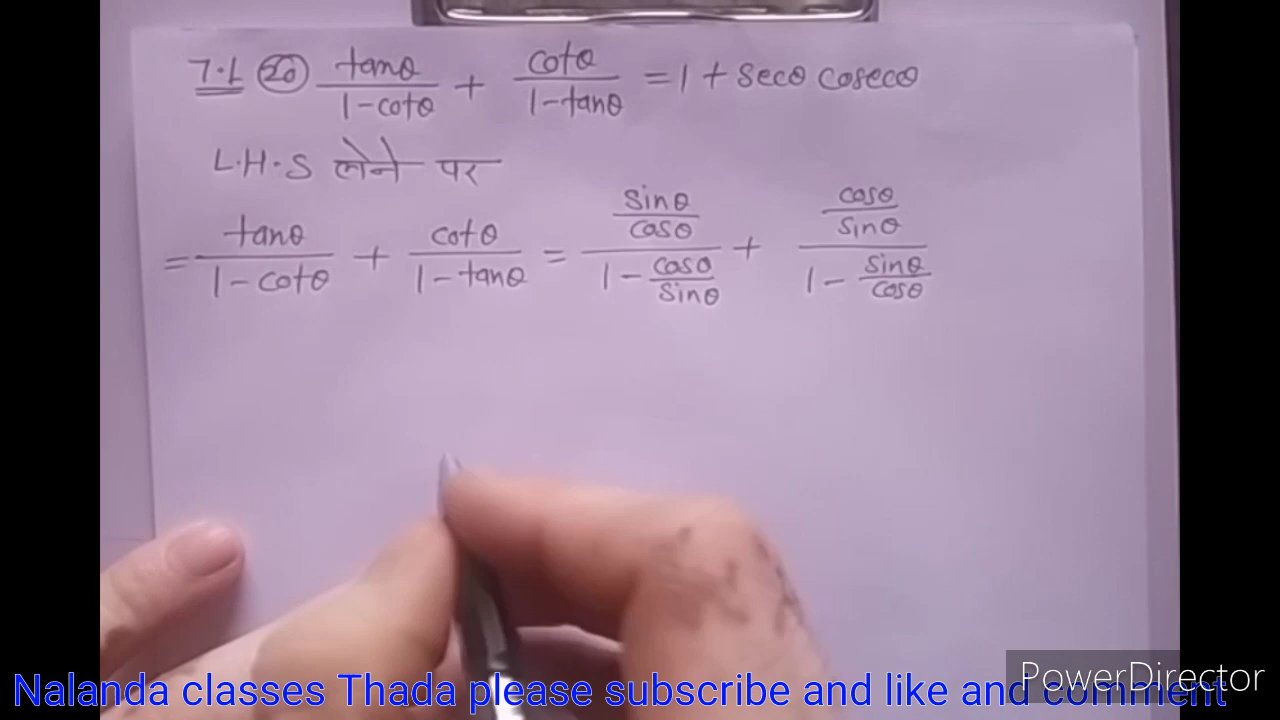 7.1 (20) tanθ/(1-cotθ) + cotθ/(1-tanθ) = 1 + secθ cosecθ
L.H.S लेने पर
= tanθ/(1-cotθ) + cotθ/(1-tanθ) = (sinθ/cosθ)/(1-cosθ/sinθ) + (cosθ/sinθ)/(1-sinθ/cosθ)
PowerDirector
Nalanda classes Thada please subscribe and like and comment